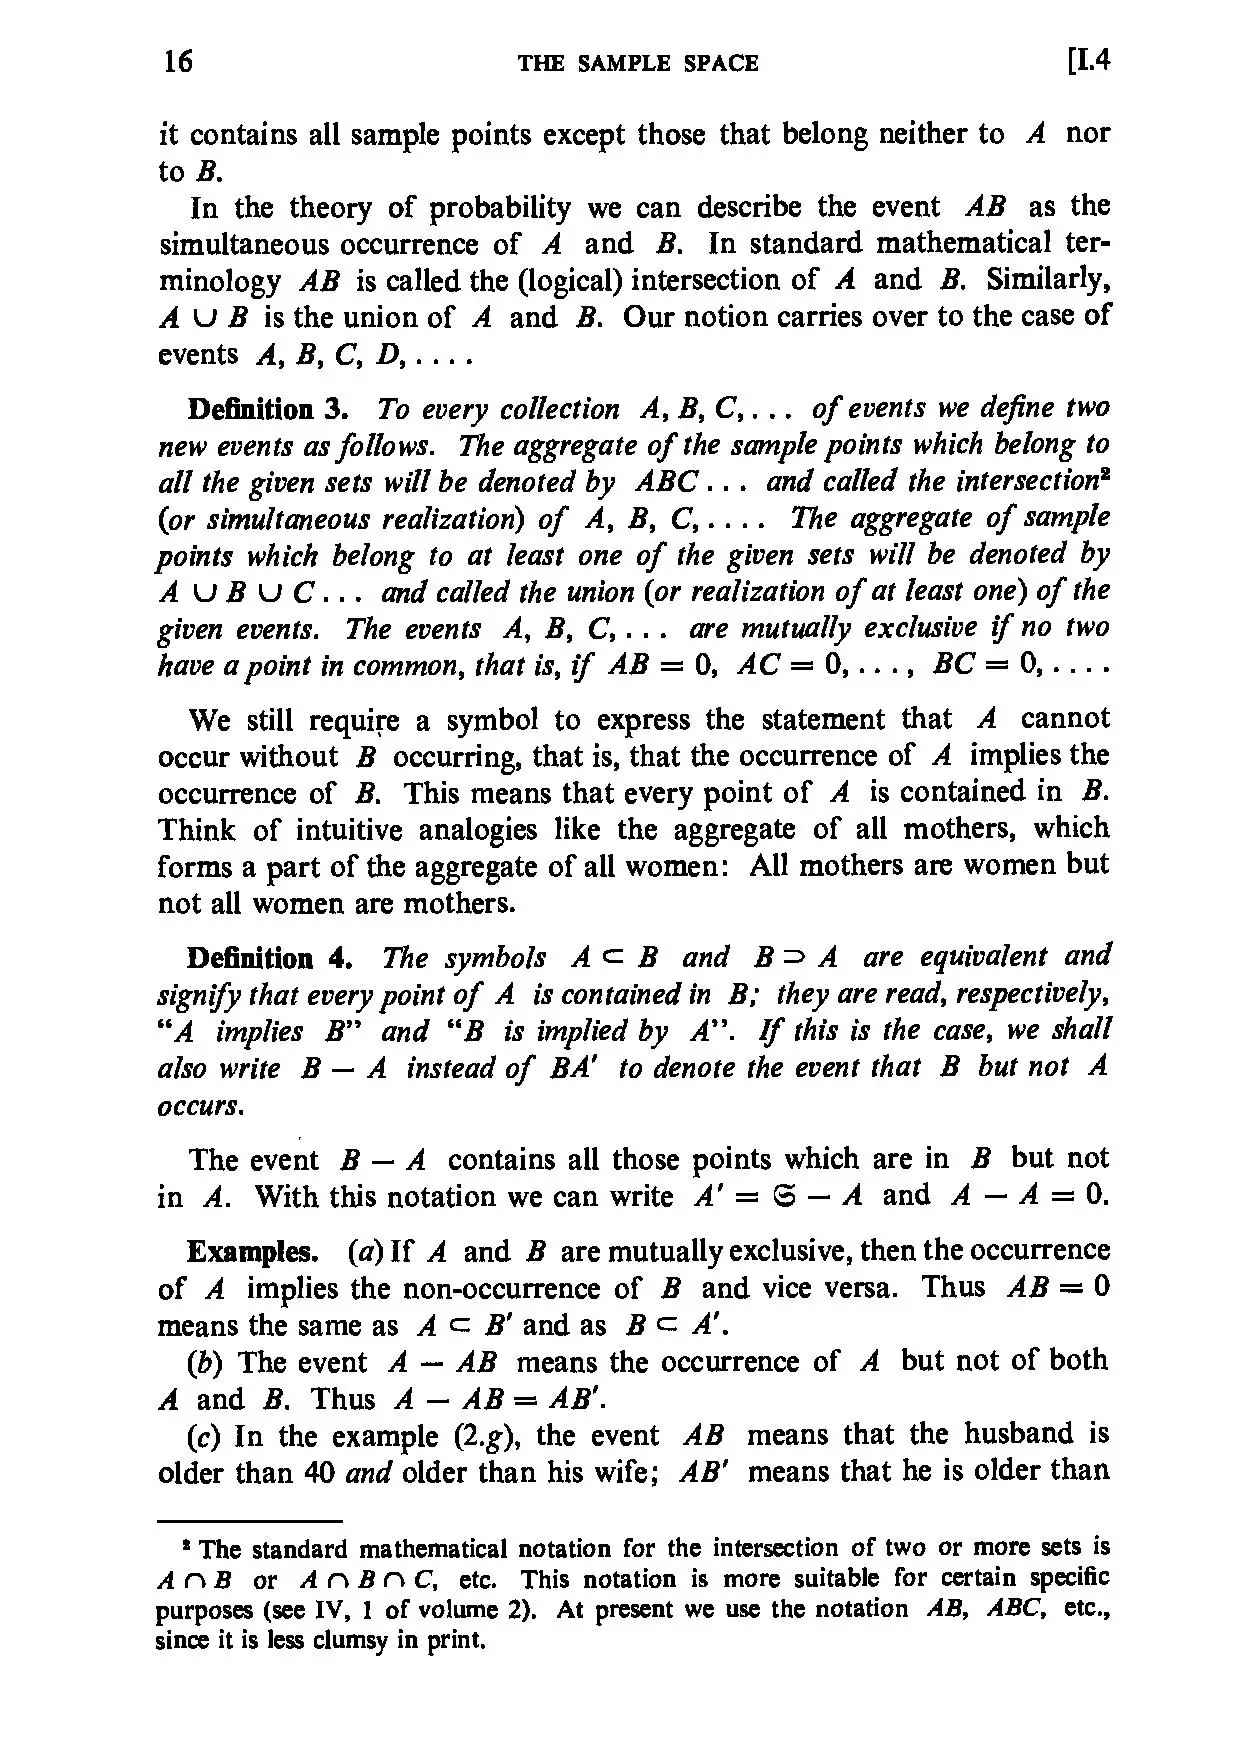 16 THE SAMPLE SPACE [I.4
it contains all sample points except those that belong neither to A nor
to B.
In the theory of probability we can describe the event AB as the
simultaneous occurrence of A and B. In standard mathematical ter-
minology AB is called the (logical) intersection of A and B. Similarly,
A ∪ B is the union of A and B. Our notion carries over to the case of
events A, B, C, D, . . . .
Definition 3. To every collection A, B, C, . . . of events we define two
new events as follows. The aggregate of the sample points which belong to
all the given sets will be denoted by ABC . . . and called the intersection²
(or simultaneous realization) of A, B, C, . . . . The aggregate of sample
points which belong to at least one of the given sets will be denoted by
A ∪ B ∪ C . . . and called the union (or realization of at least one) of the
given events. The events A, B, C, . . . are mutually exclusive if no two
have a point in common, that is, if AB = 0, AC = 0, . . . , BC = 0, . . . .
We still require a symbol to express the statement that A cannot
occur without B occurring, that is, that the occurrence of A implies the
occurrence of B. This means that every point of A is contained in B.
Think of intuitive analogies like the aggregate of all mothers, which
forms a part of the aggregate of all women: All mothers are women but
not all women are mothers.
Definition 4. The symbols A ⊂ B and B ⊃ A are equivalent and
signify that every point of A is contained in B; they are read, respectively,
“A implies B” and “B is implied by A”. If this is the case, we shall
also write B − A instead of BA′ to denote the event that B but not A
occurs.
The event B − A contains all those points which are in B but not
in A. With this notation we can write A′ = 𝔖 − A and A − A = 0.
Examples. (a) If A and B are mutually exclusive, then the occurrence
of A implies the non-occurrence of B and vice versa. Thus AB = 0
means the same as A ⊂ B′ and as B ⊂ A′.
(b) The event A − AB means the occurrence of A but not of both
A and B. Thus A − AB = AB′.
(c) In the example (2.g), the event AB means that the husband is
older than 40 and older than his wife; AB′ means that he is older than
² The standard mathematical notation for the intersection of two or more sets is
A ∩ B or A ∩ B ∩ C, etc. This notation is more suitable for certain specific
purposes (see IV, 1 of volume 2). At present we use the notation AB, ABC, etc.,
since it is less clumsy in print.